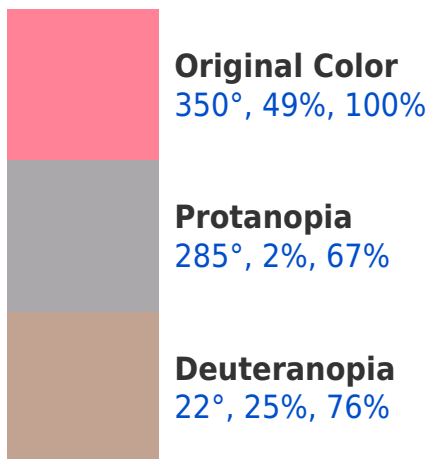 Original Color
350°, 49%, 100%
Protanopia
285°, 2%, 67%
Deuteranopia
22°, 25%, 76%